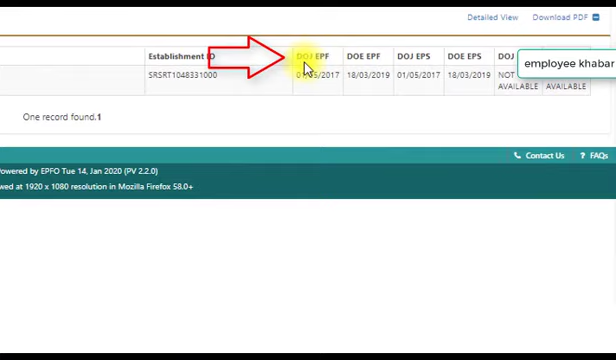 Detailed View Download PDF
Establishment ID DOJ EPF DOE EPF DOJ EPS DOE EPS DOJ
employee khabar
SRSRT1048331000 01/05/2017 18/03/2019 01/05/2017 18/03/2019 NOT
AVAILABLE AVAILABLE
One record found.1
Contact Us ? FAQs
owered by EPFO Tue 14, Jan 2020 (PV 2.2.0)
wed at 1920 x 1080 resolution in Mozilla Firefox 58.0+